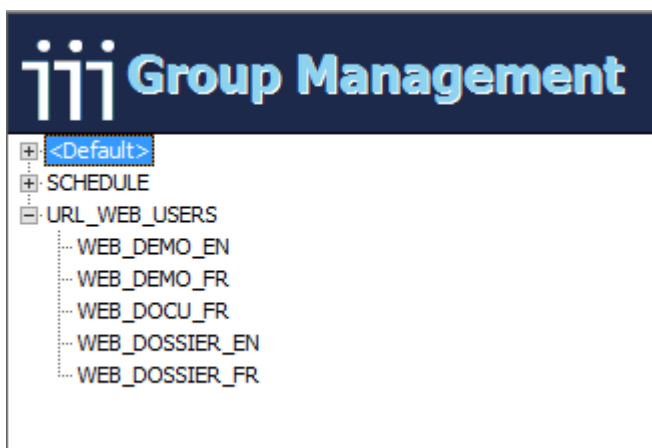 Group Management
<Default>
SCHEDULE
URL_WEB_USERS
WEB_DEMO_EN
WEB_DEMO_FR
WEB_DOCU_FR
WEB_DOSSIER_EN
WEB_DOSSIER_FR